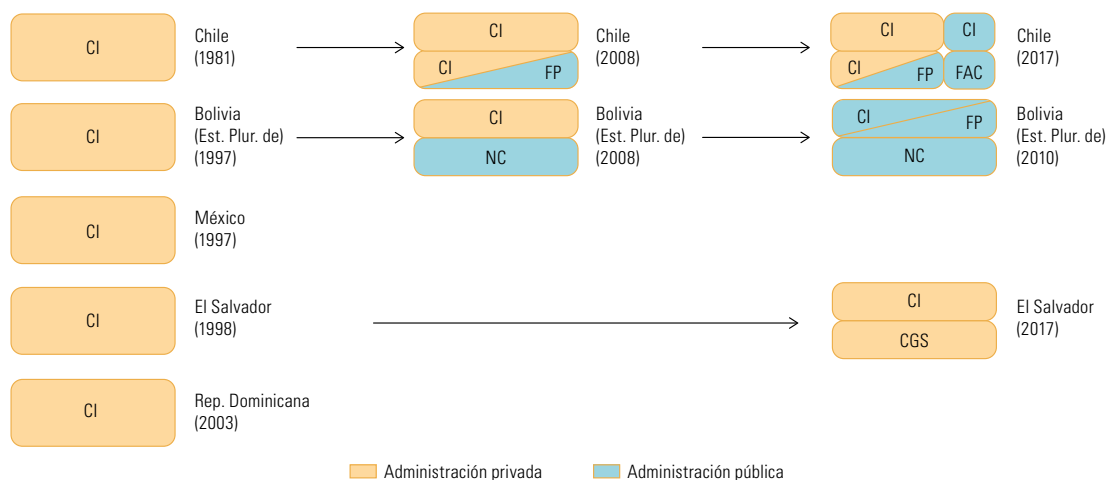 CI
Chile
(1981)
CI
CI
FP
Chile
(2008)
CI
CI
CI
FP
FAC
Chile
(2017)
CI
Bolivia
(Est. Plur. de)
(1997)
CI
NC
Bolivia
(Est. Plur. de)
(2008)
CI
FP
NC
Bolivia
(Est. Plur. de)
(2010)
CI
México
(1997)
CI
El Salvador
(1998)
CI
CGS
El Salvador
(2017)
CI
Rep. Dominicana
(2003)
Administración privada
Administración pública